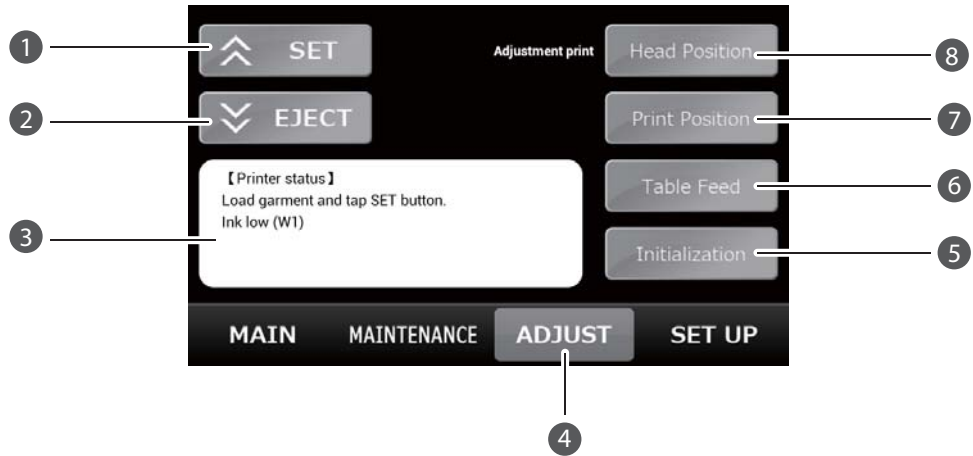 1
SET
Adjustment print
Head Position
8
2
EJECT
Print Position
7
【Printer status】
Load garment and tap SET button.
Ink low (W1)
3
Table Feed
6
Initialization
5
MAIN
MAINTENANCE
ADJUST
SET UP
4